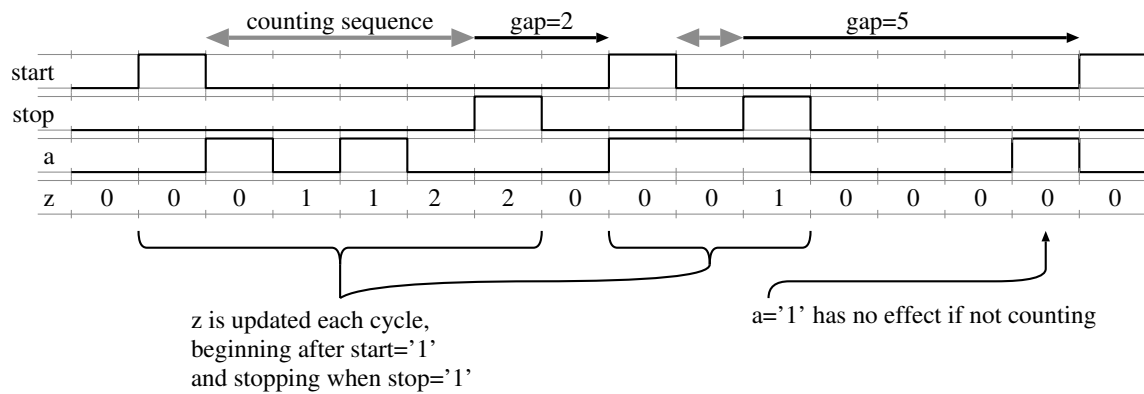 counting sequence gap=2 gap=5
start
stop
a
z 0 0 0 1 1 2 2 0 0 0 1 0 0 0 0 0
z is updated each cycle,
beginning after start=’1’
and stopping when stop=’1’
a=’1’ has no effect if not counting